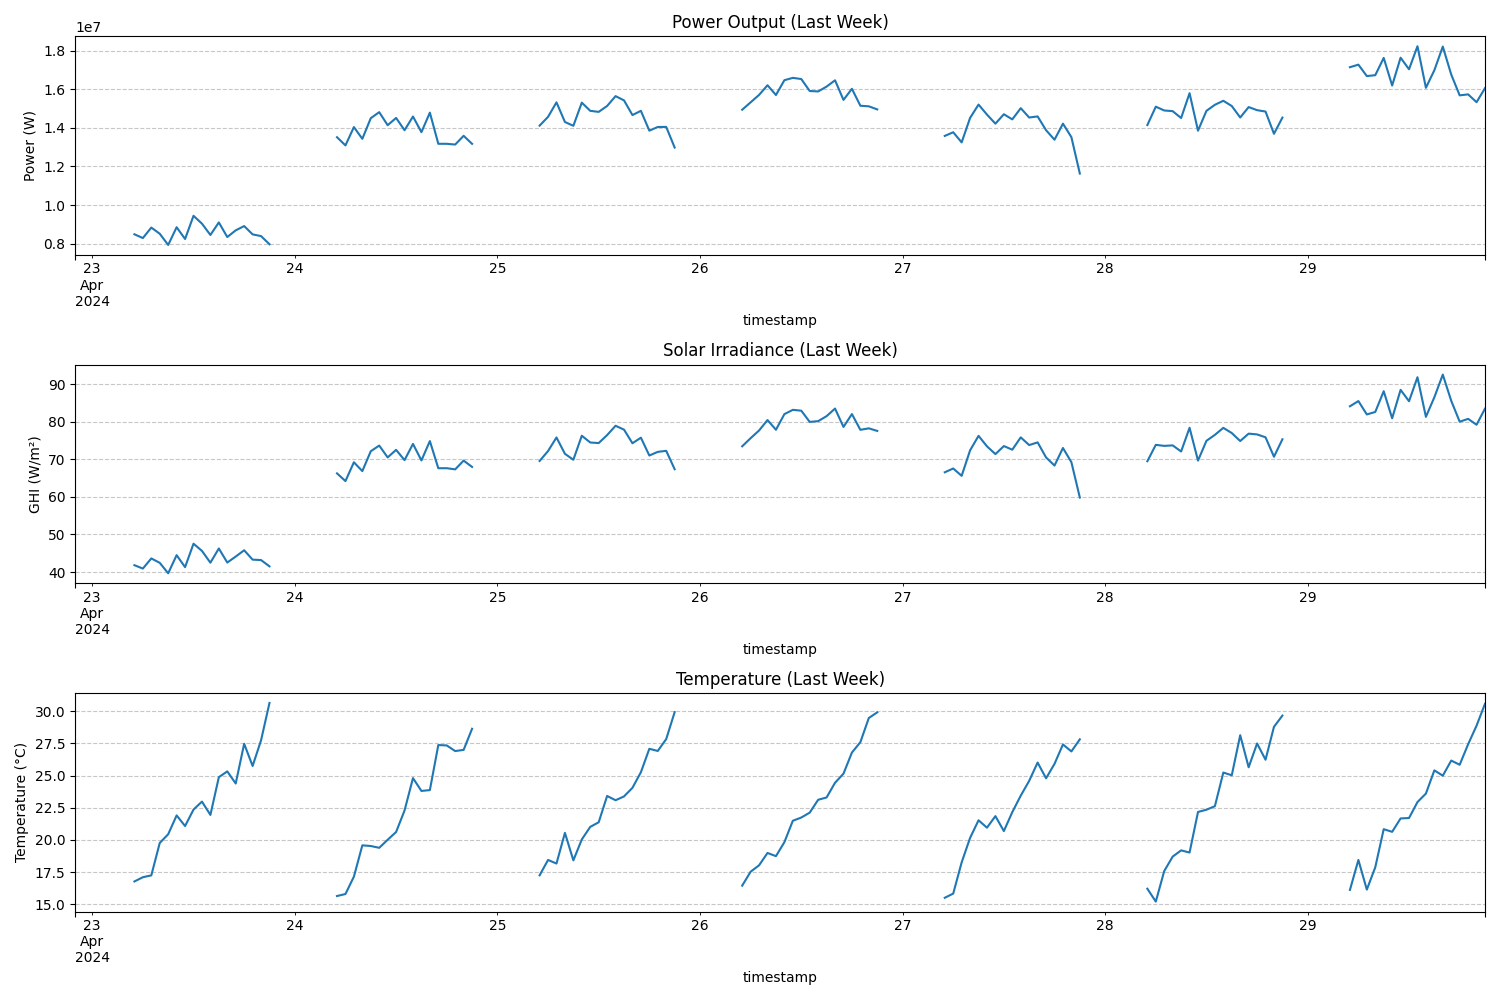 Power Output (Last Week)
1e7
1.8
1.6
1.4
1.2
1.0
0.8
Power (W)
23 24 25 26 27 28 29
Apr
2024
timestamp
Solar Irradiance (Last Week)
90
80
70
60
50
40
GHI (W/m²)
23 24 25 26 27 28 29
Apr
2024
timestamp
Temperature (Last Week)
30.0
27.5
25.0
22.5
20.0
17.5
15.0
Temperature (°C)
23 24 25 26 27 28 29
Apr
2024
timestamp